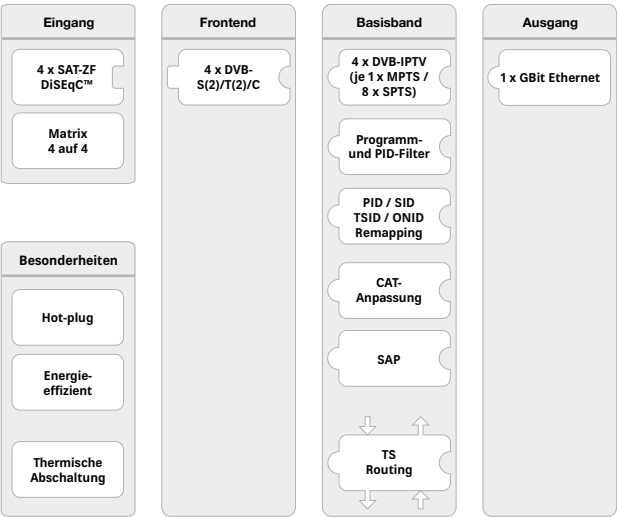 Eingang
4 x SAT-ZF
DiSEqC™
Matrix
4 auf 4
Besonderheiten
Hot-plug
Energie-
effizient
Thermische
Abschaltung
Frontend
4 x DVB-
S(2)/T(2)/C
Basisband
4 x DVB-IPTV
(je 1 x MPTS /
8 x SPTS)
Programm-
und PID-Filter
PID / SID
TSID / ONID
Remapping
CAT-
Anpassung
SAP
TS
Routing
Ausgang
1 x GBit Ethernet